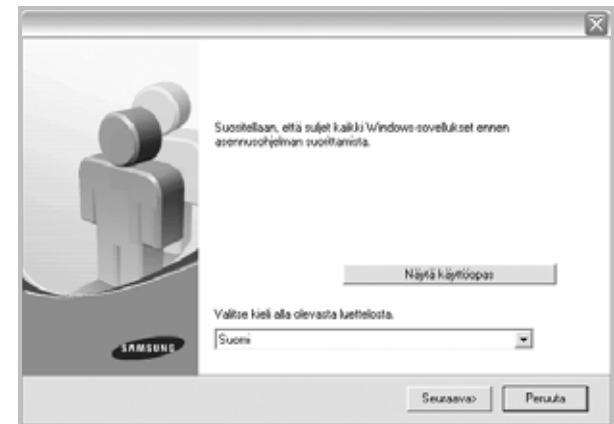 Suositellaan, että suljet kaikki Windows-sovellukset ennen
asennusohjelman suorittamista.
Näytä käyttöopas
Valitse kieli alla olevasta luettelosta.
Suomi
SAMSUNG
Seuraava>
Peruuta